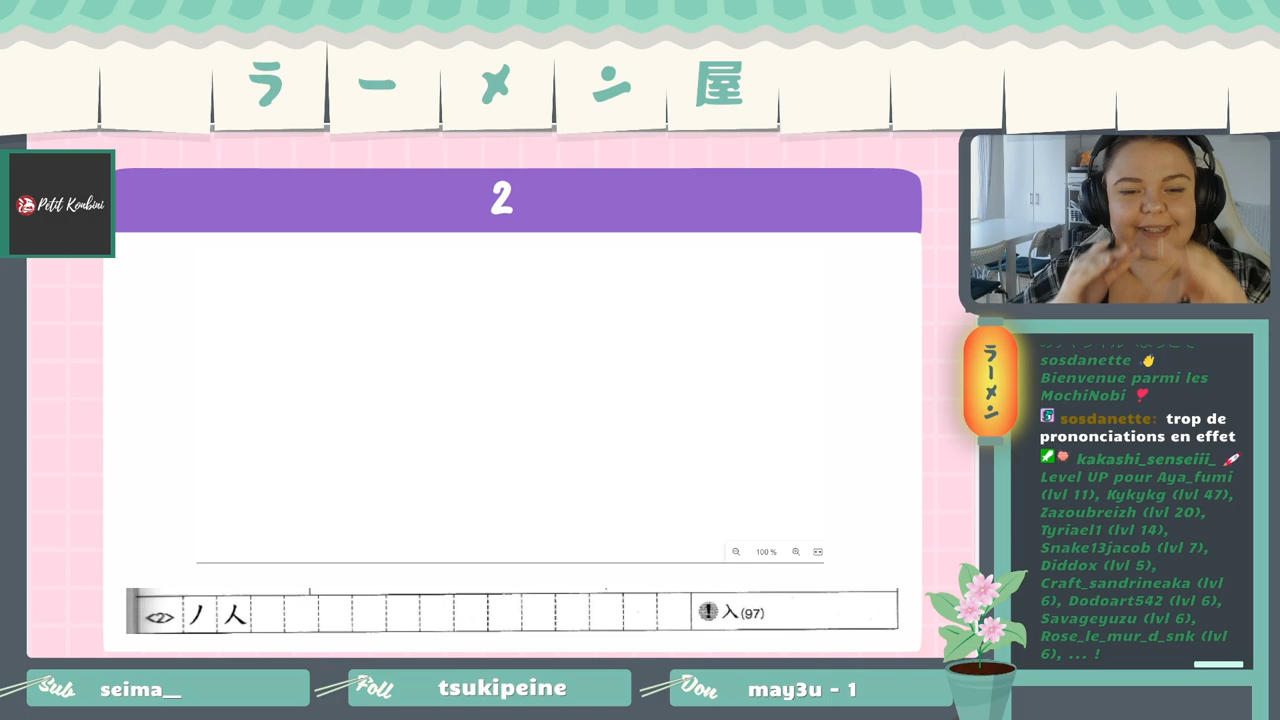 ラーメン屋
Petit Konbini
2
ラーメン
sosdanette 👋
Bienvenue parmi les
MochiNobi ❣️
sosdanette: trop de
prononciations en effet
kakashi_senseiii_ 🚀
Level UP pour Aya_fumi
(lvl 11), Kykykg (lvl 47),
Zazoubreizh (lvl 20),
Tyriael1 (lvl 14),
Snake13jacob (lvl 7),
Diddox (lvl 5),
Craft_sandrineaka (lvl
6), Dodoart542 (lvl 6),
Savageyuzu (lvl 6),
Rose_le_mur_d_snk (lvl
6), ... !
100 %
<2> ノ 人 ! 入(97)
Sub seima__
Foll tsukipeine
Don may3u - 1